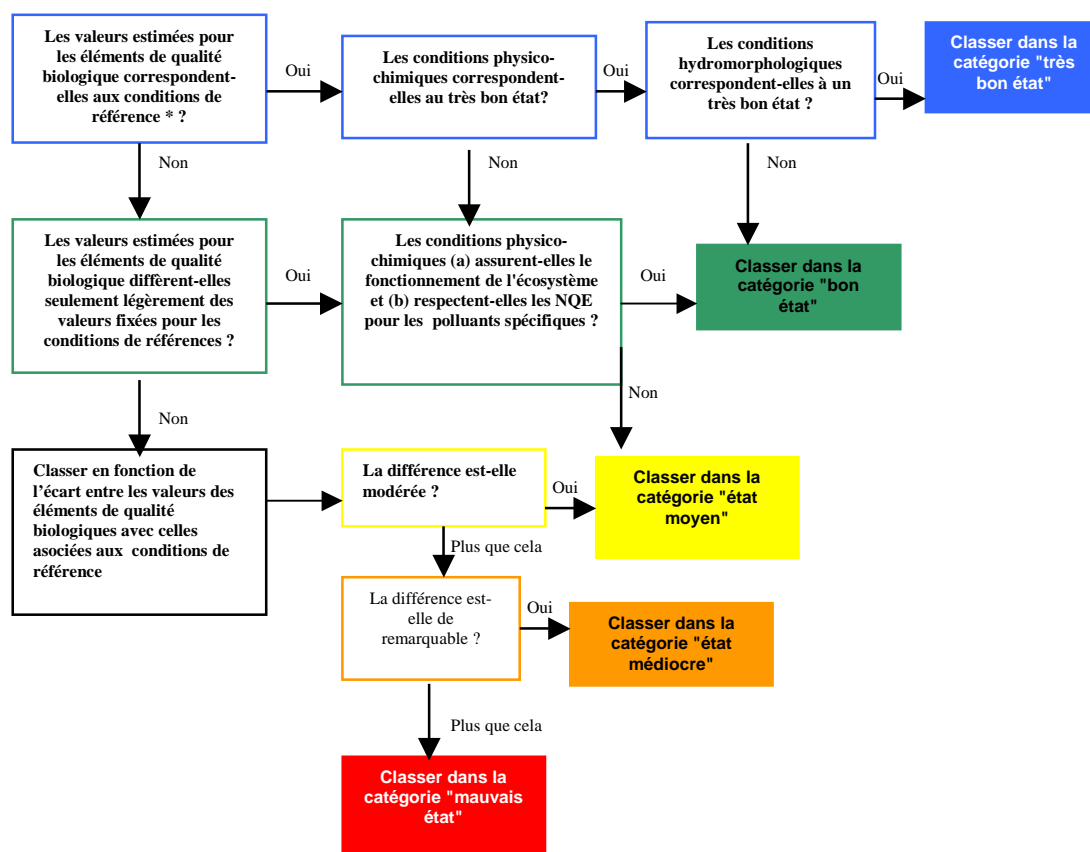 Les valeurs estimées pour
les éléments de qualité
biologique correspondent-
elles aux conditions de
référence * ?
Oui
Les conditions physico-
chimiques correspondent-
elles au très bon état?
Oui
Les conditions
hydromorphologiques
correspondent-elles à un
très bon état ?
Oui
Classer dans la
catégorie "très
bon état"
Non
Non
Non
Les valeurs estimées pour
les éléments de qualité
biologique diffèrent-elles
seulement légèrement des
valeurs fixées pour les
conditions de références ?
Oui
Les conditions physico-
chimiques (a) assurent-elles le
fonctionnement de l'écosystème
et (b) respectent-elles les NQE
pour les polluants spécifiques ?
Oui
Classer dans la
catégorie "bon
état"
Non
Non
Classer en fonction de
l'écart entre les valeurs des
éléments de qualité
biologiques avec celles
asociées aux conditions de
référence
La différence est-elle
modérée ?
Oui
Classer dans la
catégorie "état
moyen"
Plus que cela
La différence est-
elle de
remarquable ?
Oui
Classer dans la
catégorie "état
médiocre"
Plus que cela
Classer dans la
catégorie "mauvais
état"